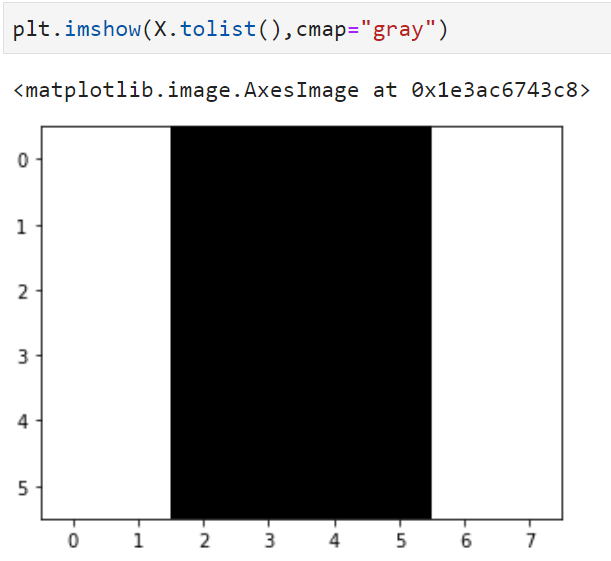 plt.imshow(X.tolist(),cmap="gray")
<matplotlib.image.AxesImage at 0x1e3ac6743c8>
0
1
2
3
4
5
0 1 2 3 4 5 6 7